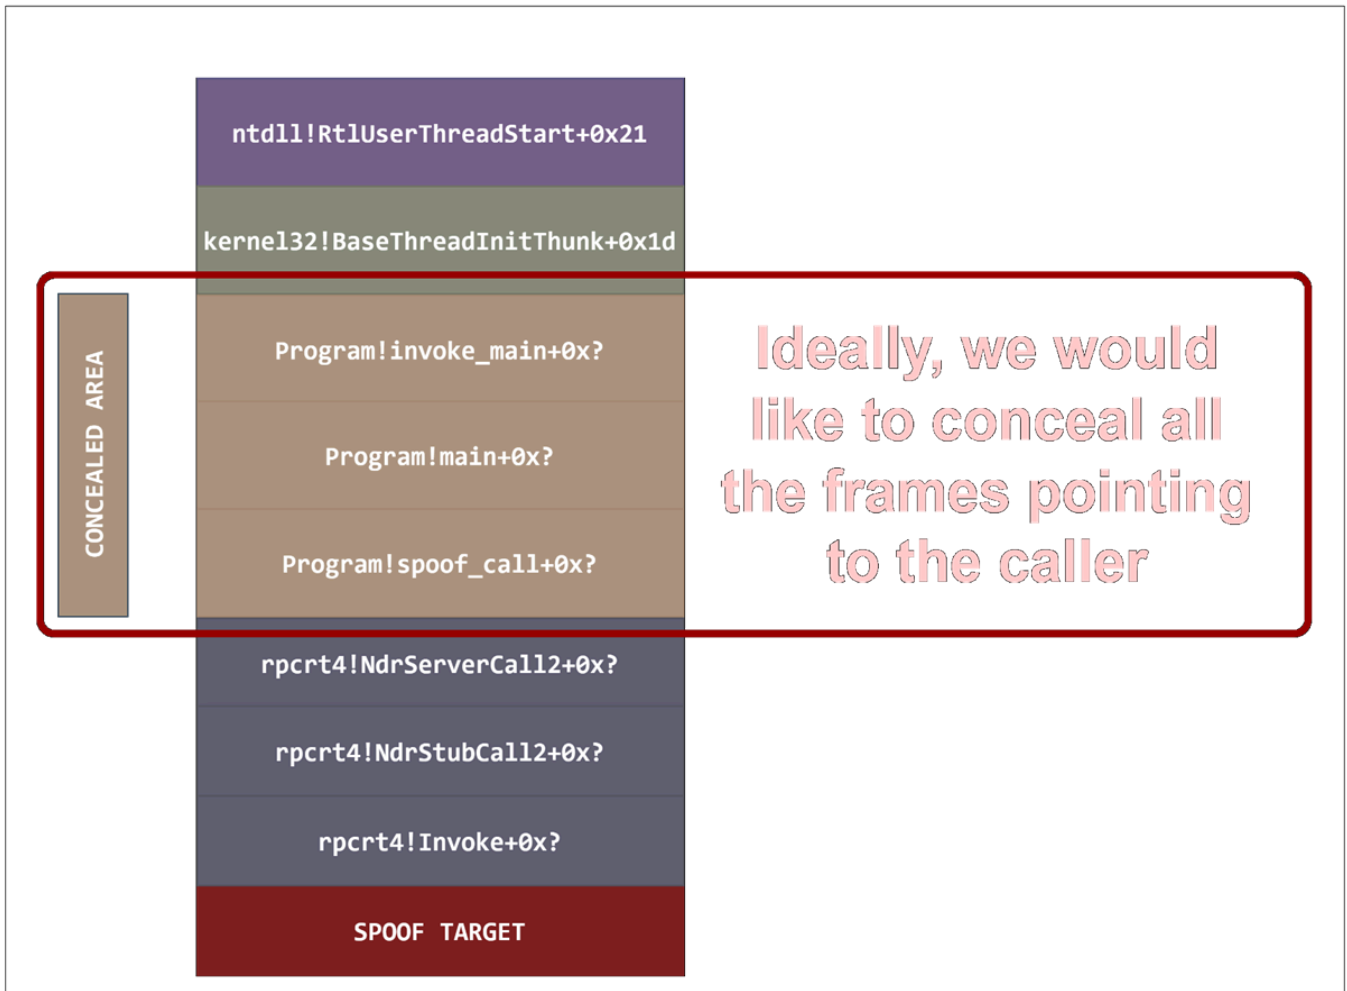 ntdll!RtlUserThreadStart+0x21
kernel32!BaseThreadInitThunk+0x1d
CONCEALED AREA
Program!invoke_main+0x?
Program!main+0x?
Program!spoof_call+0x?
Ideally, we would
like to conceal all
the frames pointing
to the caller
rpcrt4!NdrServerCall2+0x?
rpcrt4!NdrStubCall2+0x?
rpcrt4!Invoke+0x?
SPOOF TARGET